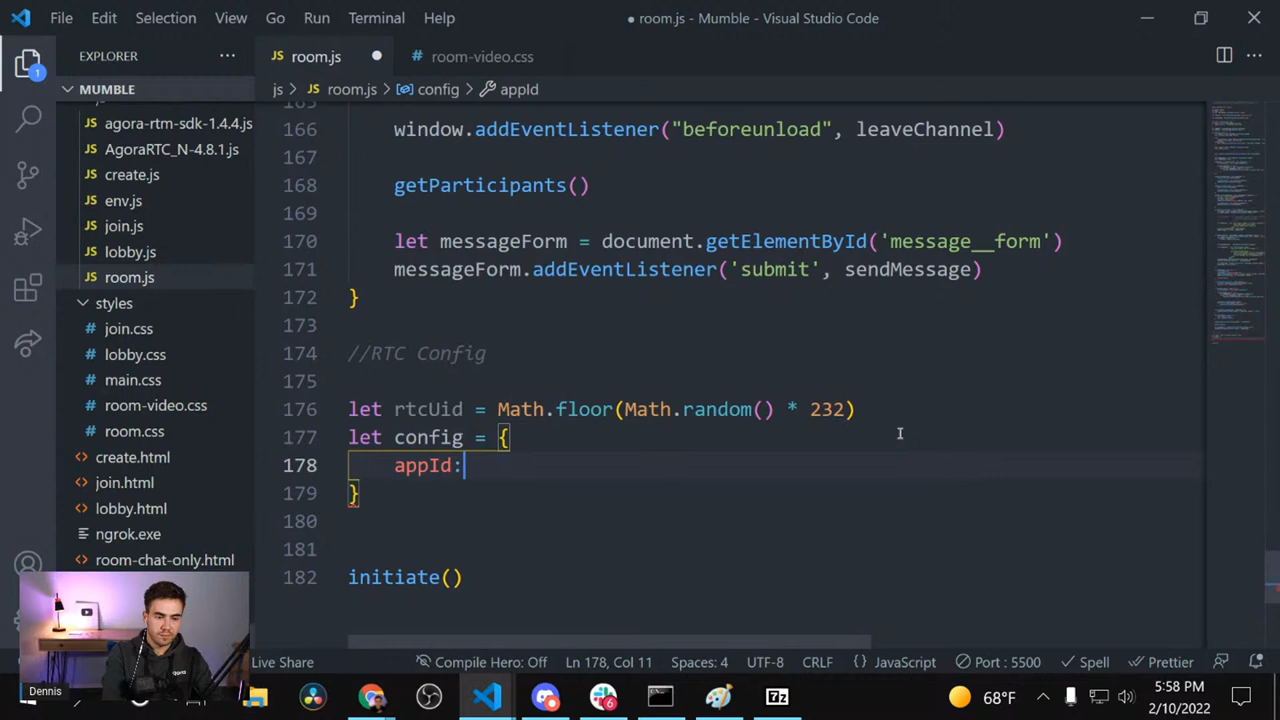 File Edit Selection View Go Run Terminal Help
● room.js - Mumble - Visual Studio Code
EXPLORER
JS room.js
# room-video.css
MUMBLE
js > JS room.js > config > appId
1
JS agora-rtm-sdk-1.4.4.js
JS AgoraRTC_N-4.8.1.js
JS create.js
JS env.js
JS join.js
JS lobby.js
JS room.js
styles
# join.css
# lobby.css
# main.css
# room-video.css
# room.css
<> create.html
<> join.html
<> lobby.html
ngrok.exe
<> room-chat-only.html
165
166 window.addEventListener("beforeunload", leaveChannel)
167
168 getParticipants()
169
170 let messageForm = document.getElementById('message__form')
171 messageForm.addEventListener('submit', sendMessage)
172 }
173
174 //RTC Config
175
176 let rtcUid = Math.floor(Math.random() * 232)
177 let config = {
178 appId:
179 }
180
181
182 initiate()
Live Share
Compile Hero: Off
Ln 178, Col 11
Spaces: 4
UTF-8
CRLF
{} JavaScript
Port : 5500
Spell
Prettier
Dennis
agora
6
7z
68°F
5:58 PM
2/10/2022